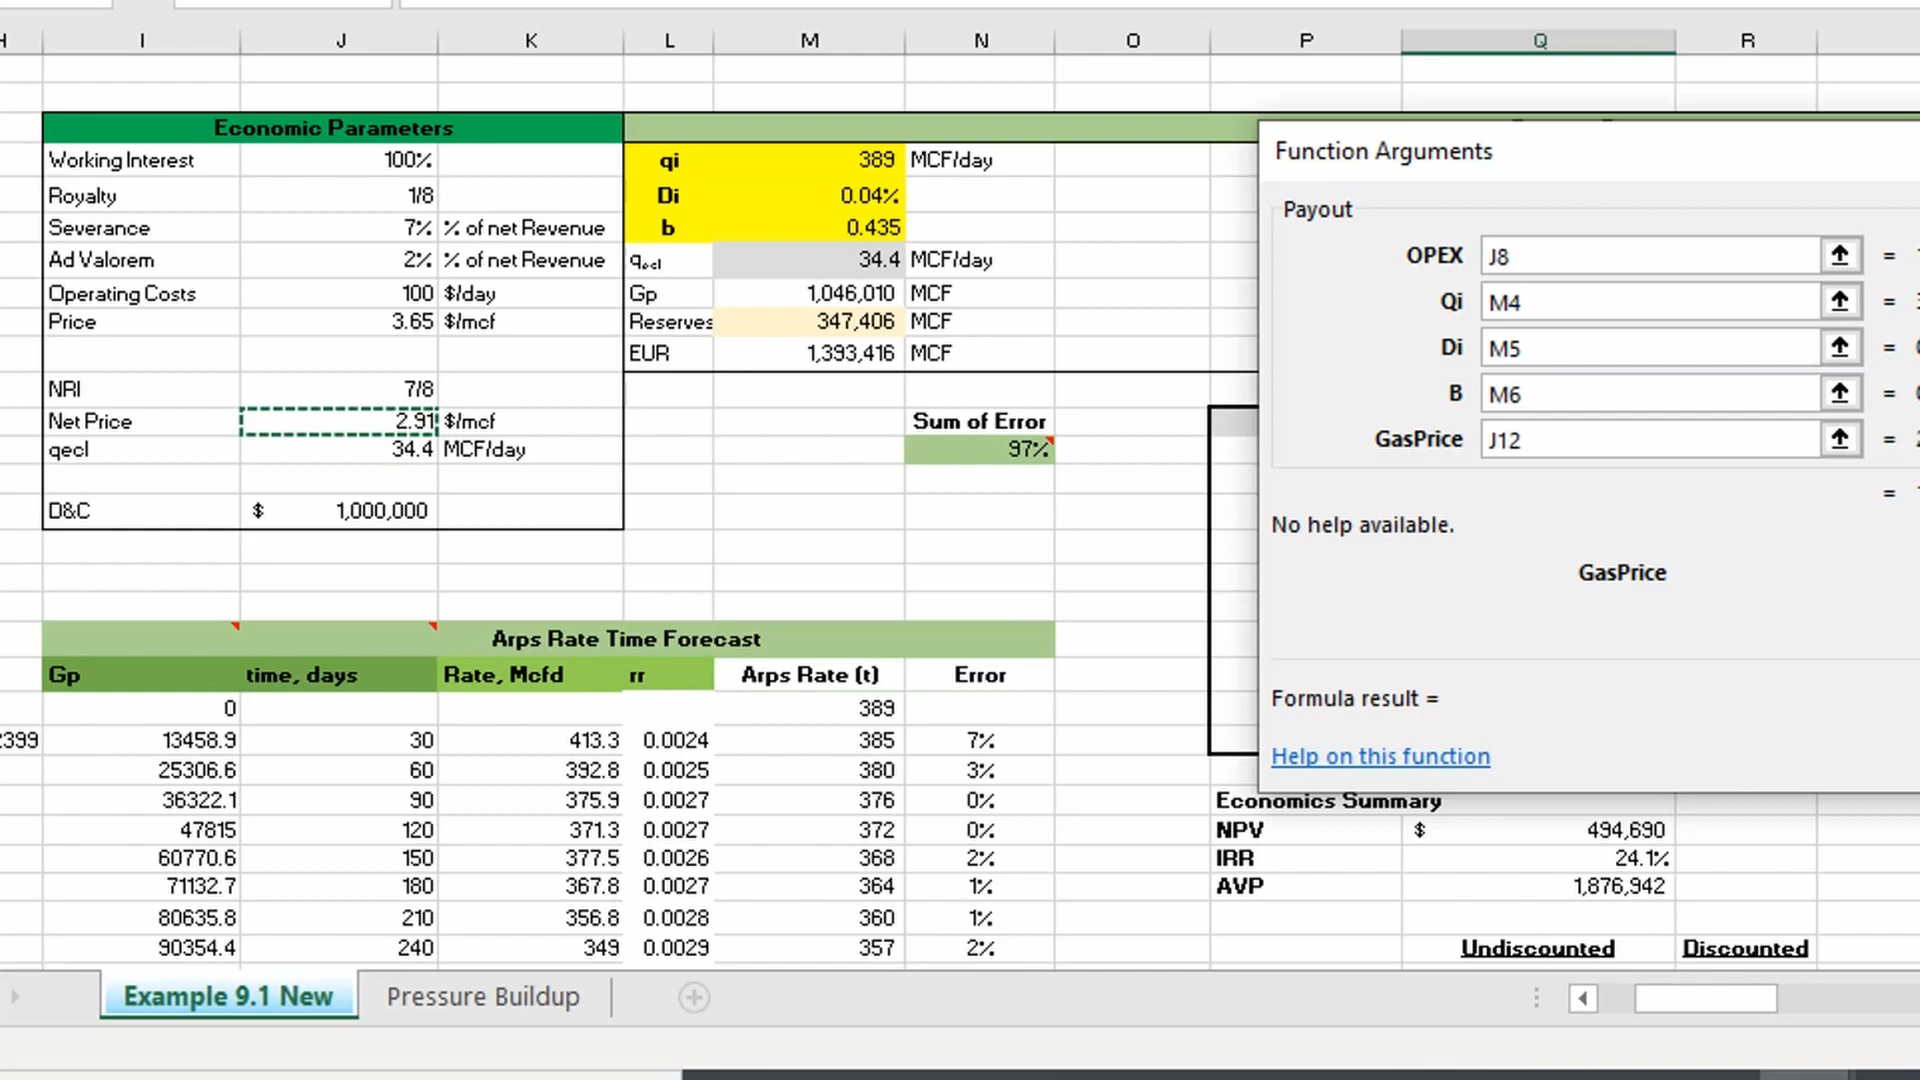 I J K L M N O P Q R
Economic Parameters
Working Interest 100% qi 389 MCF/day
Royalty 1/8 Di 0.04%
Severance 7% % of net Revenue b 0.435
Ad Valorem 2% % of net Revenue qecl 34.4 MCF/day
Operating Costs 100 $/day Gp 1,046,010 MCF
Price 3.65 $/mcf Reserves 347,406 MCF
EUR 1,393,416 MCF
NRI 7/8
Net Price 2.91 $/mcf Sum of Error
qecl 34.4 MCF/day 97%
D&C $ 1,000,000
Arps Rate Time Forecast
Gp time, days Rate, Mcfd rr Arps Rate (t) Error
0 389
2399 13458.9 30 413.3 0.0024 385 7%
25306.6 60 392.8 0.0025 380 3%
36322.1 90 375.9 0.0027 376 0%
47815 120 371.3 0.0027 372 0%
60770.6 150 377.5 0.0026 368 2%
71132.7 180 367.8 0.0027 364 1%
80635.8 210 356.8 0.0028 360 1%
90354.4 240 349 0.0029 357 2%
Function Arguments
Payout
OPEX J8 =
Qi M4 =
Di M5 =
B M6 =
GasPrice J12 =
=
No help available.
GasPrice
Formula result =
Help on this function
Economics Summary
NPV $ 494,690
IRR 24.1%
AVP 1,876,942
Undiscounted Discounted
Example 9.1 New Pressure Buildup